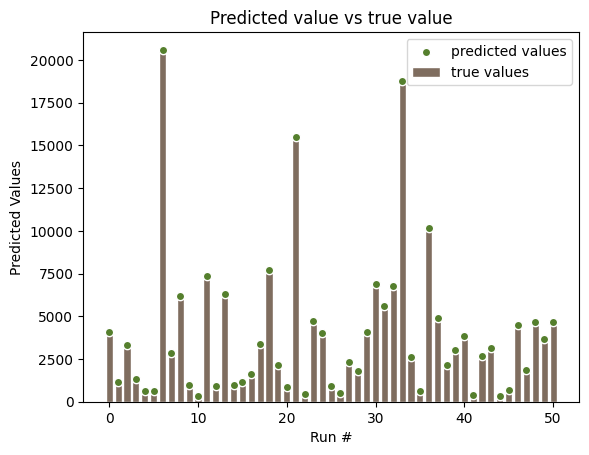 Predicted value vs true value
predicted values
true values
Predicted Values
20000
17500
15000
12500
10000
7500
5000
2500
0
0 10 20 30 40 50
Run #